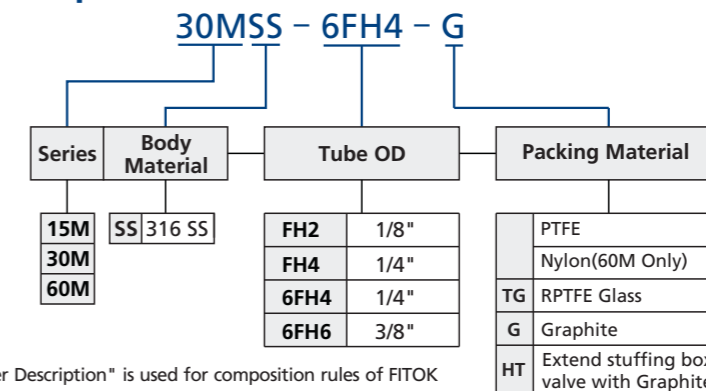 30MSS – 6FH4 – G
Series
Body
Material
Tube OD
Packing Material
15M
30M
60M
SS 316 SS
FH2 1/8"
FH4 1/4"
6FH4 1/4"
6FH6 3/8"
PTFE
Nylon(60M Only)
TG RPTFE Glass
G Graphite
HT Extend stuffing box
valve with Graphite
Description" is used for composition rules of FITOK